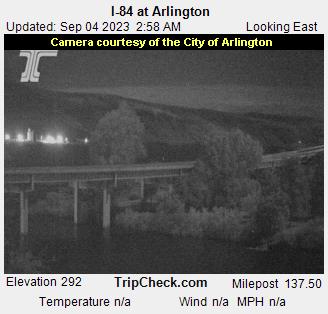 I-84 at Arlington
Updated: Sep 04 2023 2:58 AM Looking East
Camera courtesy of the City of Arlington
Elevation 292 TripCheck.com Milepost 137.50
Temperature n/a Wind n/a MPH n/a